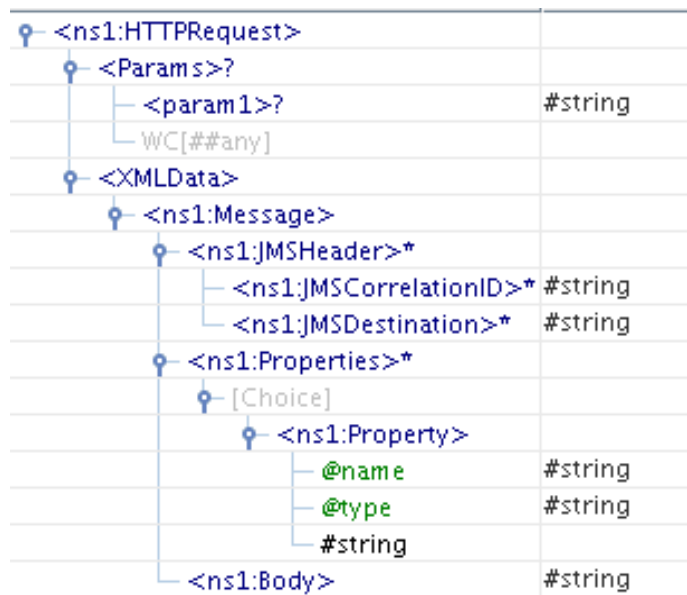 <ns1:HTTPRequest>
<Params>?
<param1>? #string
WC[##any]
<XMLData>
<ns1:Message>
<ns1:JMSHeader>*
<ns1:JMSCorrelationID>* #string
<ns1:JMSDestination>* #string
<ns1:Properties>*
[Choice]
<ns1:Property>
@name #string
@type #string
#string
<ns1:Body> #string